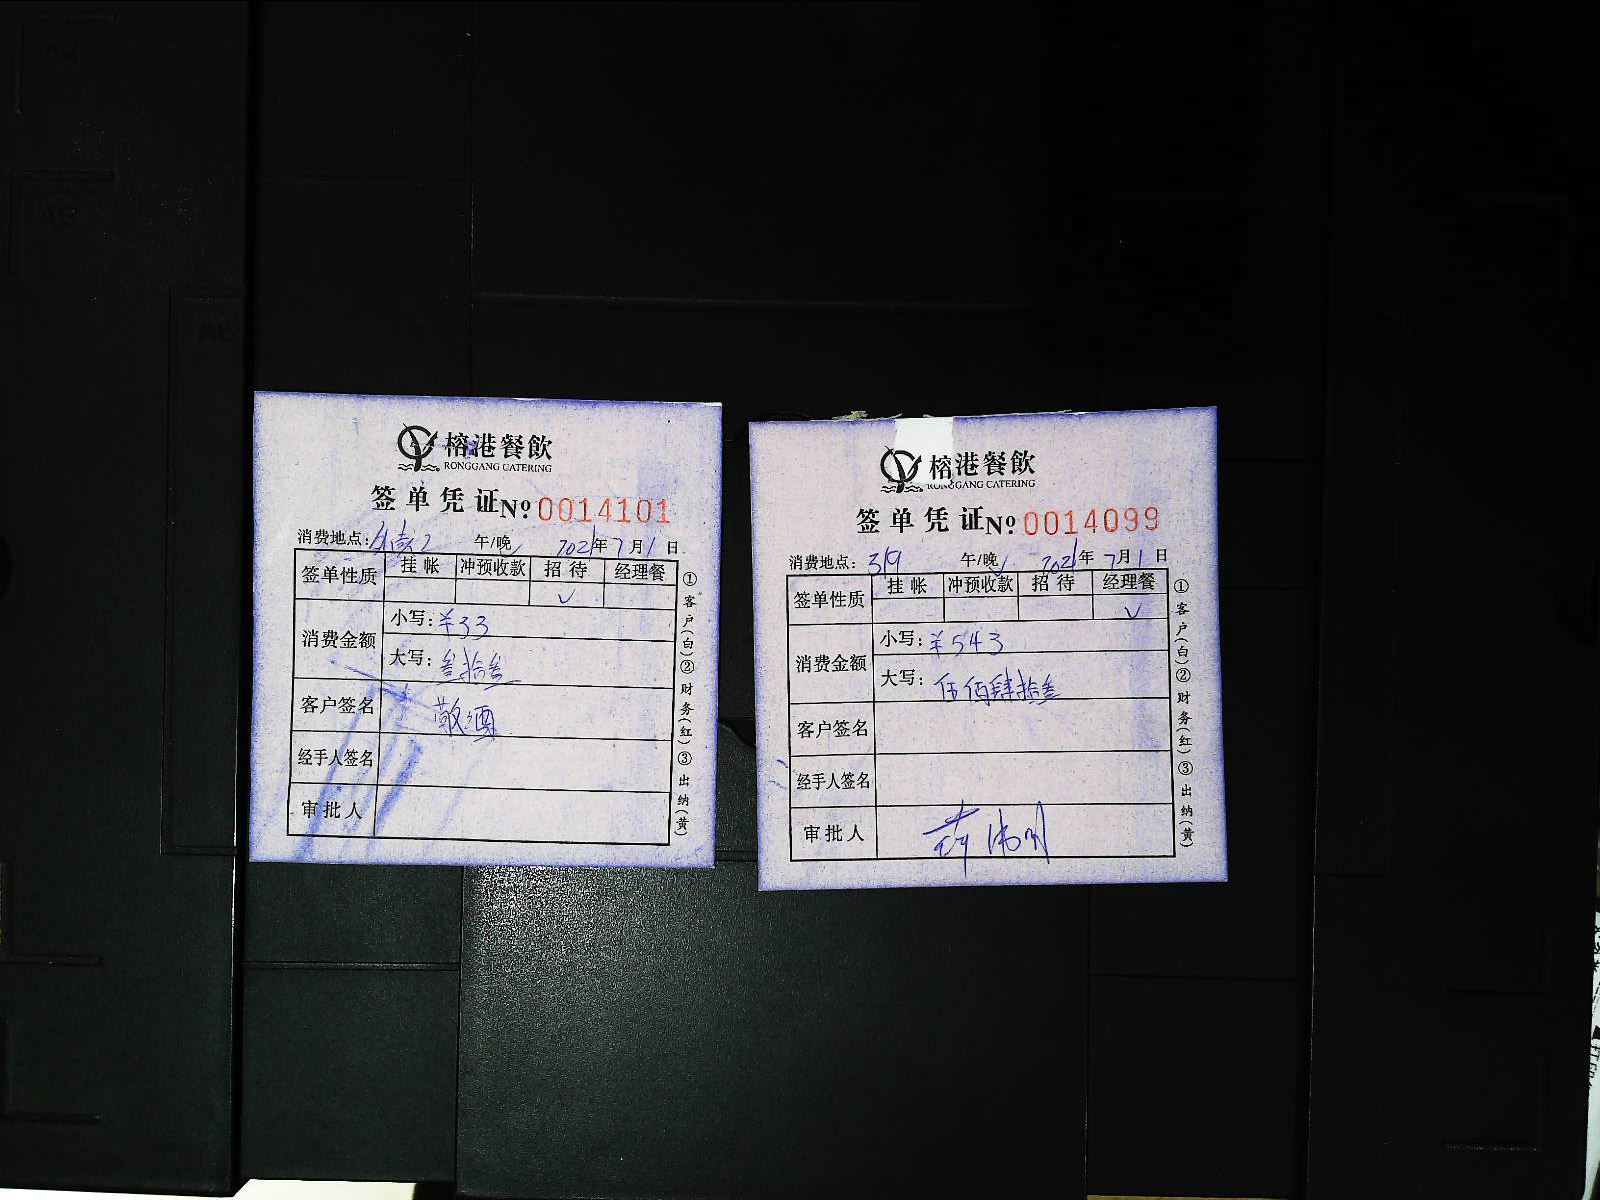 榕港餐飲
RONGGANG CATERING
签单凭证№0014101
消费地点: 午/晚 2021年7月1日
签单性质 挂帐 冲预收款 招待 经理餐
✓
消费金额
小写: ¥33
大写: 叁拾叁
客户签名 敬酒
经手人签名
审批人
①客户(白)②财务(红)③出纳(黄)
榕港餐飲
RONGGANG CATERING
签单凭证№0014099
消费地点: 319 午/晚✓ 2021年7月1日
签单性质 挂帐 冲预收款 招待 经理餐
✓
消费金额
小写: ¥543
大写: 伍佰肆拾叁
客户签名
经手人签名
审批人
①客户(白)②财务(红)③出纳(黄)